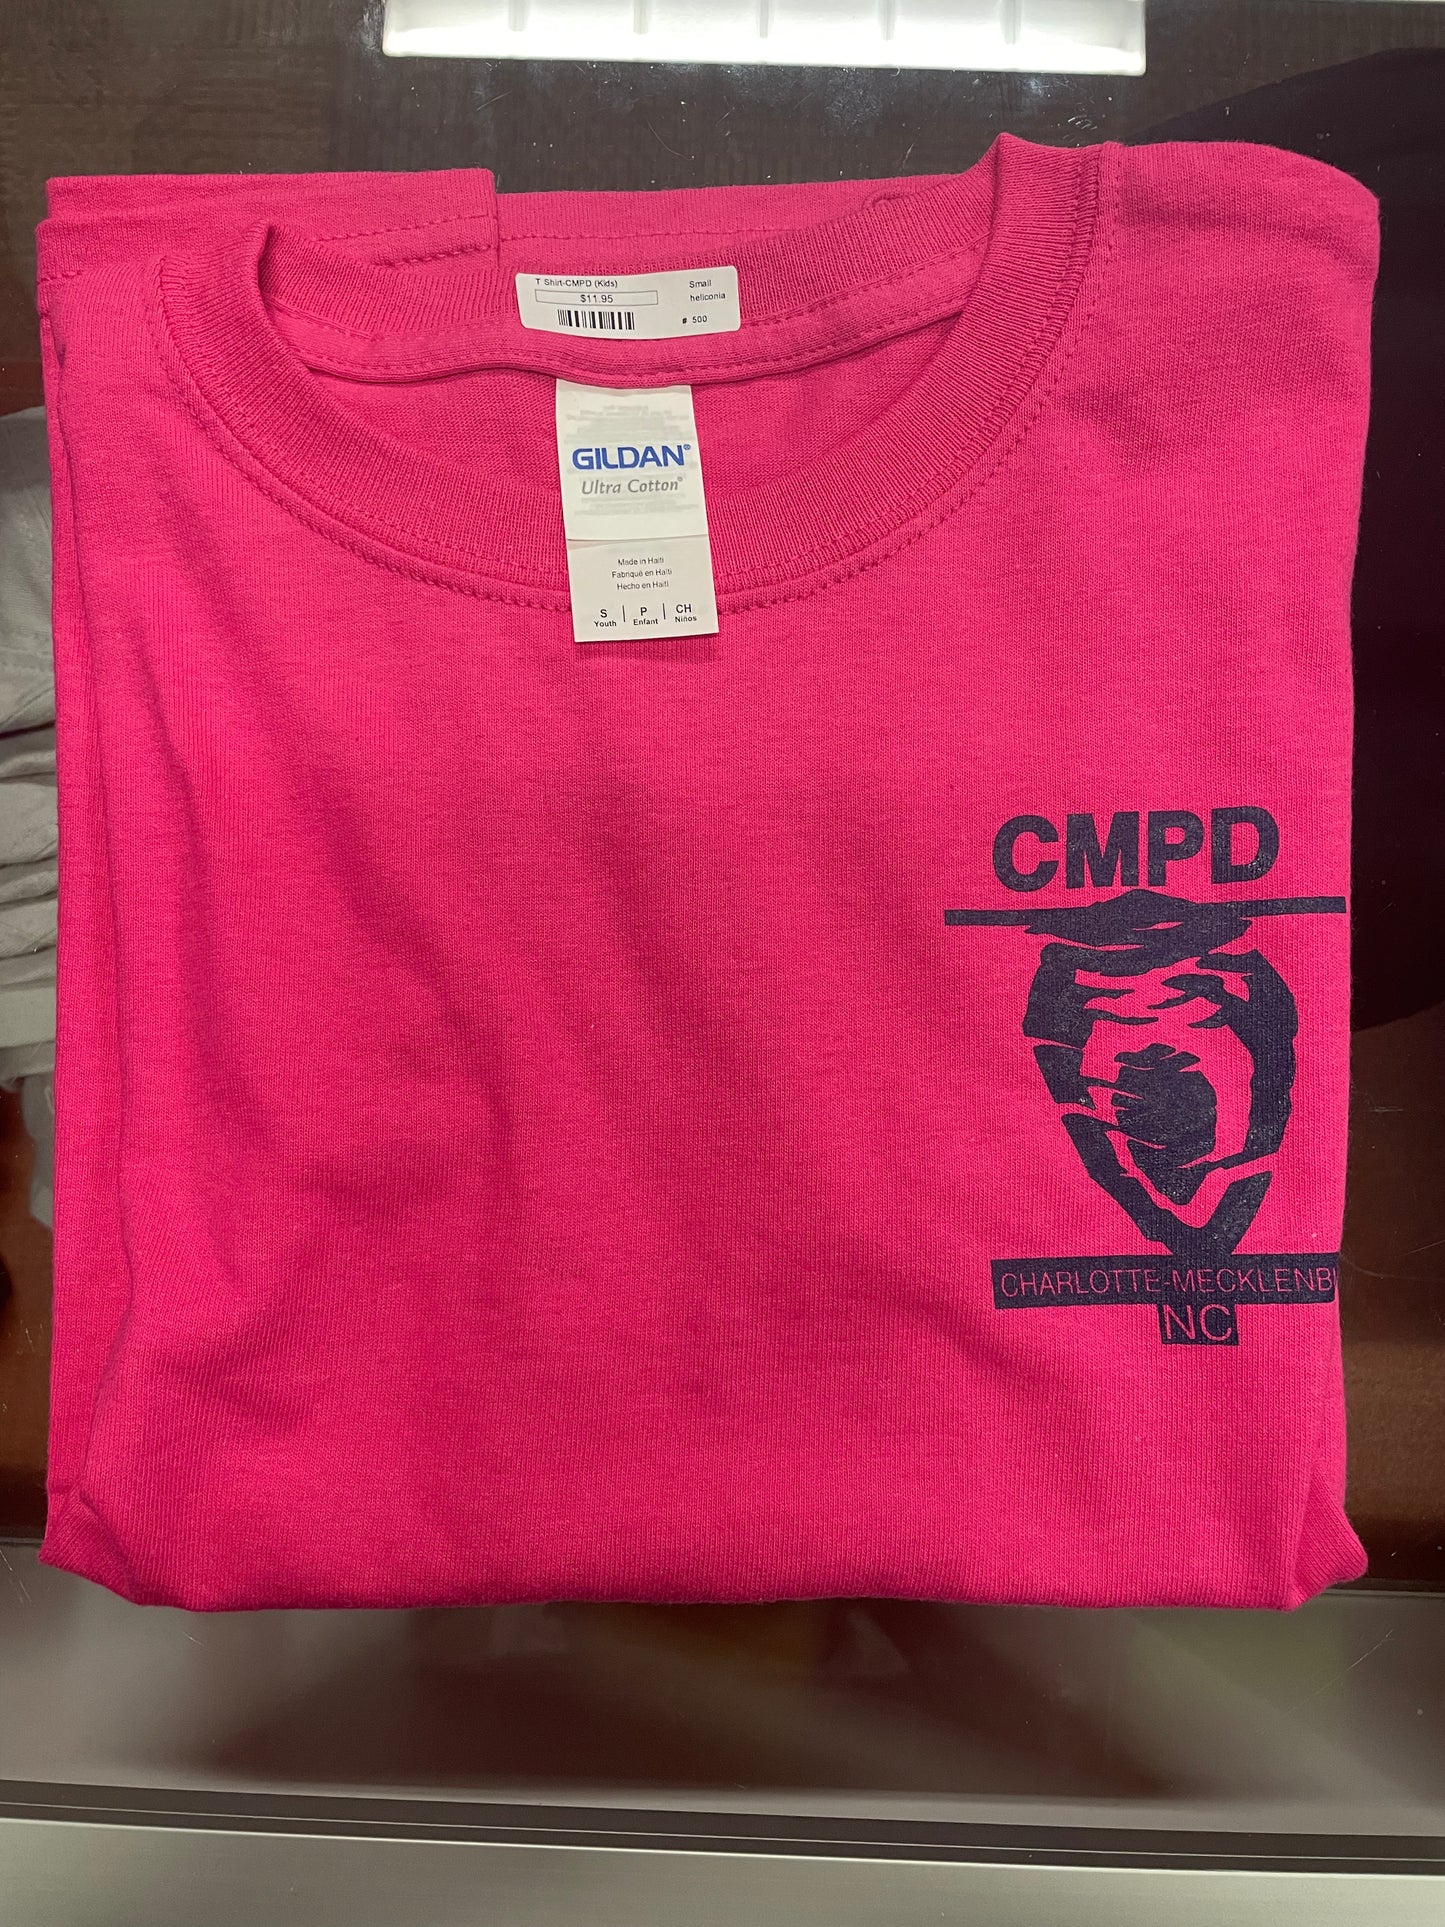 T Shirt-CMPD (Kids) Small
$11.95 heliconia
# 500
GILDAN®
Ultra Cotton®
Made in Haiti
Fabriqué en Haïti
Hecho en Haití
S | P | CH
Youth Enfant Niños
CMPD
CHARLOTTE-MECKLENB
NC